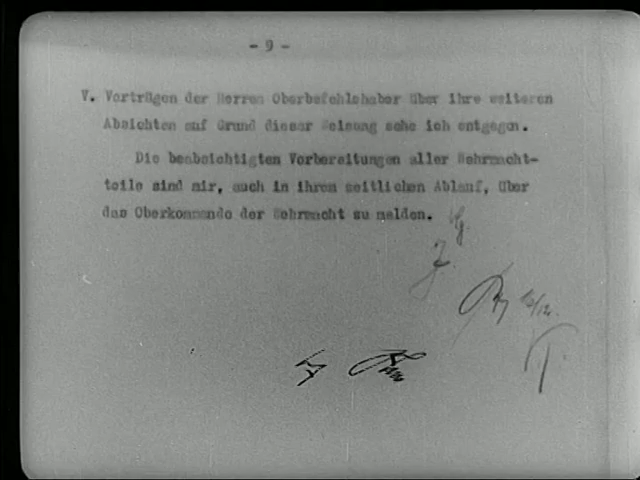 - 9 -
V. Vorträgen der Herren Oberbefehlshaber über ihre weiteren
Absichten auf Grund dieser Weisung sehe ich entgegen.
Die beabsichtigten Vorbereitungen aller Wehrmacht-
teile sind mir, auch in ihrem zeitlichen Ablauf, über
das Oberkommando der Wehrmacht zu melden.